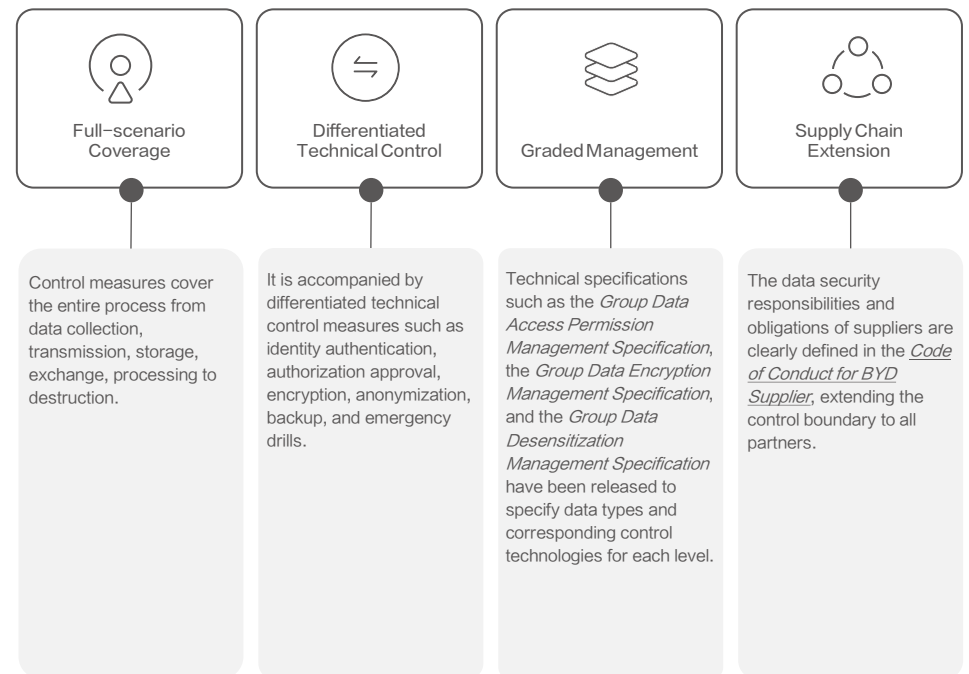 Full-scenario
Coverage
Control measures cover
the entire process from
data collection,
transmission, storage,
exchange, processing to
destruction.
Differentiated
Technical Control
It is accompanied by
differentiated technical
control measures such as
identity authentication,
authorization approval,
encryption, anonymization,
backup, and emergency
drills.
Graded Management
Technical specifications
such as the Group Data
Access Permission
Management Specification,
the Group Data Encryption
Management Specification,
and the Group Data
Desensitization
Management Specification
have been released to
specify data types and
corresponding control
technologies for each level.
Supply Chain
Extension
The data security
responsibilities and
obligations of suppliers are
clearly defined in the Code
of Conduct for BYD
Supplier, extending the
control boundary to all
partners.